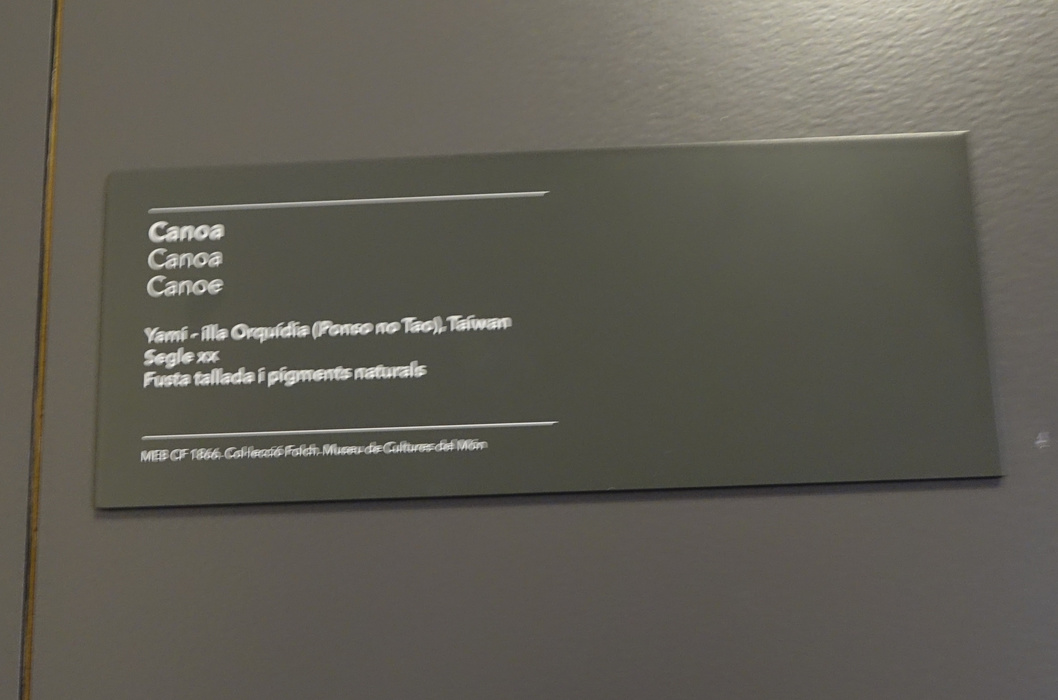 Canoa
Canoa
Canoe
Yami - illa Orquídia (Ponso no Tao), Taiwan
Segle xx
Fusta tallada i pigments naturals
MEB CF 1866. Col·lecció Folch. Museu de Cultures del Món